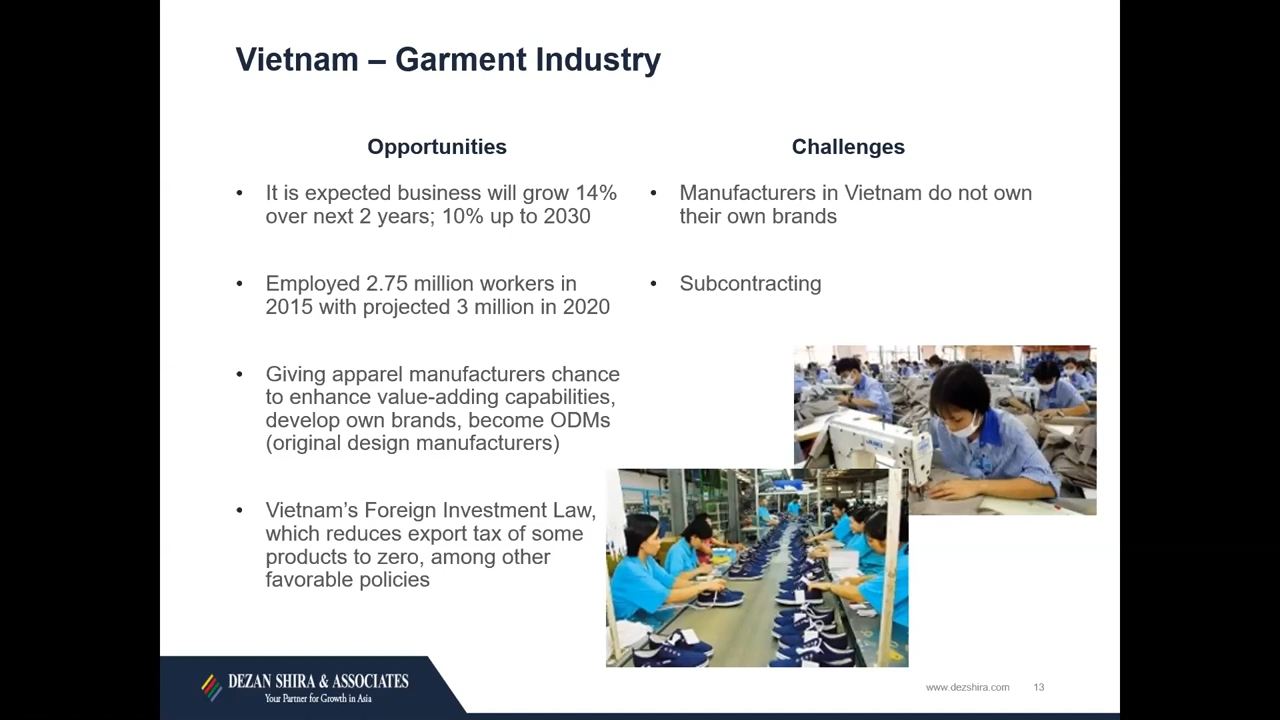 Vietnam – Garment Industry
Opportunities
• It is expected business will grow 14%
over next 2 years; 10% up to 2030
• Employed 2.75 million workers in
2015 with projected 3 million in 2020
• Giving apparel manufacturers chance
to enhance value-adding capabilities,
develop own brands, become ODMs
(original design manufacturers)
• Vietnam’s Foreign Investment Law,
which reduces export tax of some
products to zero, among other
favorable policies
Challenges
• Manufacturers in Vietnam do not own
their own brands
• Subcontracting
DEZAN SHIRA & ASSOCIATES
Your Partner for Growth in Asia
www.dezshira.com 13